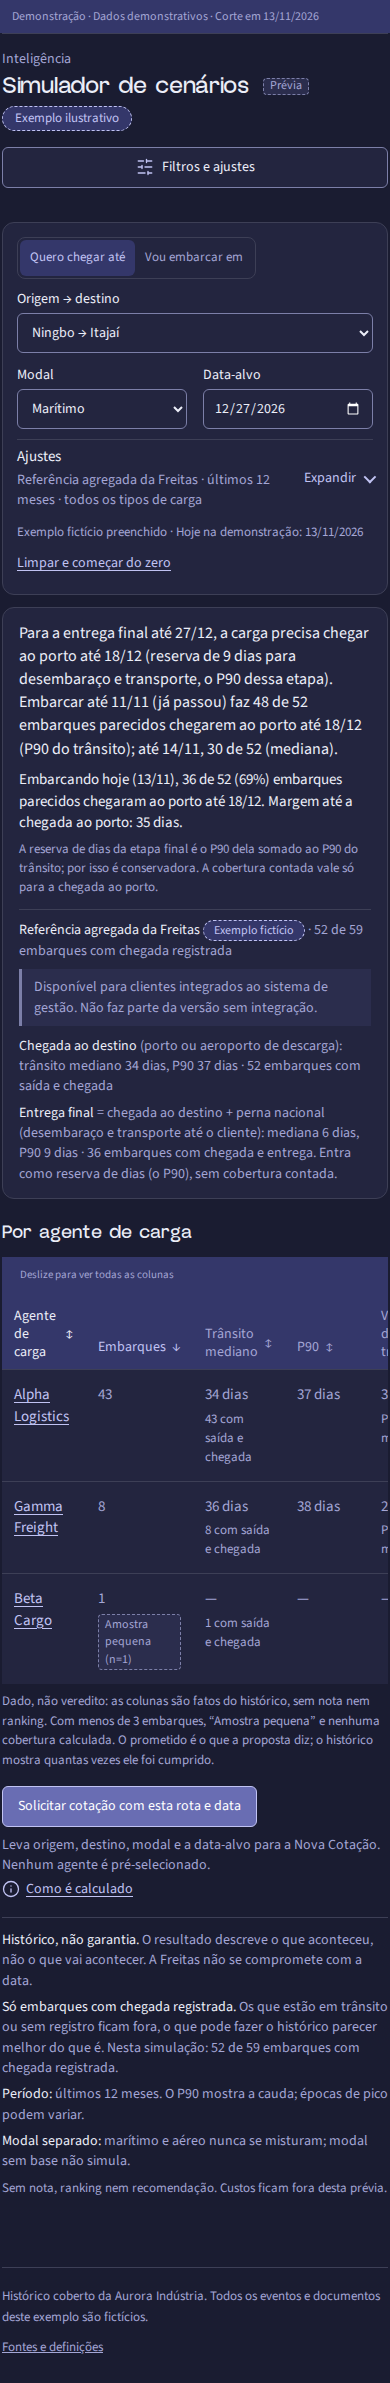 Demonstração · Dados demonstrativos · Corte em 13/11/2026
Inteligência
Simulador de cenários Prévia
Exemplo ilustrativo
Filtros e ajustes
Quero chegar até Vou embarcar em
Origem → destino
Ningbo → Itajaí
Modal Data-alvo
Marítimo 12/27/2026
Ajustes
Referência agregada da Freitas · últimos 12
meses · todos os tipos de carga
Expandir
Exemplo fictício preenchido · Hoje na demonstração: 13/11/2026
Limpar e começar do zero
Para a entrega final até 27/12, a carga precisa chegar
ao porto até 18/12 (reserva de 9 dias para
desembaraço e transporte, o P90 dessa etapa).
Embarcar até 11/11 (já passou) faz 48 de 52
embarques parecidos chegarem ao porto até 18/12
(P90 do trânsito); até 14/11, 30 de 52 (mediana).
Embarcando hoje (13/11), 36 de 52 (69%) embarques
parecidos chegaram ao porto até 18/12. Margem até a
chegada ao porto: 35 dias.
A reserva de dias da etapa final é o P90 dela somado ao P90 do
trânsito; por isso é conservadora. A cobertura contada vale só
para a chegada ao porto.
Referência agregada da Freitas Exemplo fictício · 52 de 59
embarques com chegada registrada
Disponível para clientes integrados ao sistema de
gestão. Não faz parte da versão sem integração.
Chegada ao destino (porto ou aeroporto de descarga):
trânsito mediano 34 dias, P90 37 dias · 52 embarques com
saída e chegada
Entrega final = chegada ao destino + perna nacional
(desembaraço e transporte até o cliente): mediana 6 dias,
P90 9 dias · 36 embarques com chegada e entrega. Entra
como reserva de dias (o P90), sem cobertura contada.
Por agente de carga
Deslize para ver todas as colunas
Agente
de
carga ↕
Embarques ↓
Trânsito
mediano ↕
P90 ↕
Alpha
Logistics
43
34 dias
43 com
saída e
chegada
37 dias
Gamma
Freight
8
36 dias
8 com saída
e chegada
38 dias
Beta
Cargo
1
Amostra
pequena
(n=1)
—
1 com saída
e chegada
—
Dado, não veredito: as colunas são fatos do histórico, sem nota nem
ranking. Com menos de 3 embarques, “Amostra pequena” e nenhuma
cobertura calculada. O prometido é o que a proposta diz; o histórico
mostra quantas vezes ele foi cumprido.
Solicitar cotação com esta rota e data
Leva origem, destino, modal e a data-alvo para a Nova Cotação.
Nenhum agente é pré-selecionado.
Como é calculado
Histórico, não garantia. O resultado descreve o que aconteceu,
não o que vai acontecer. A Freitas não se compromete com a
data.
Só embarques com chegada registrada. Os que estão em trânsito
ou sem registro ficam fora, o que pode fazer o histórico parecer
melhor do que é. Nesta simulação: 52 de 59 embarques com
chegada registrada.
Período: últimos 12 meses. O P90 mostra a cauda; épocas de pico
podem variar.
Modal separado: marítimo e aéreo nunca se misturam; modal
sem base não simula.
Sem nota, ranking nem recomendação. Custos ficam fora desta prévia.
Histórico coberto da Aurora Indústria. Todos os eventos e documentos
deste exemplo são fictícios.
Fontes e definições